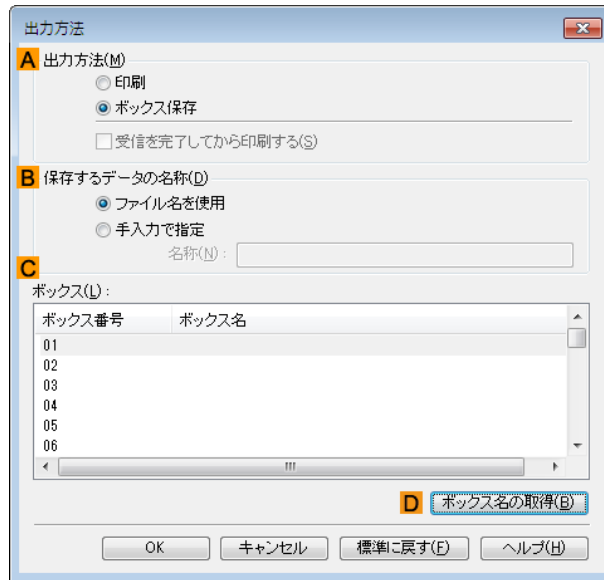 出力方法
A 出力方法(M)
印刷
ボックス保存
受信を完了してから印刷する(S)
B 保存するデータの名称(D)
ファイル名を使用
手入力で指定
名称(N):
C
ボックス(L):
ボックス番号 ボックス名
01
02
03
04
05
06
D ボックス名の取得(B)
OK キャンセル 標準に戻す(F) ヘルプ(H)